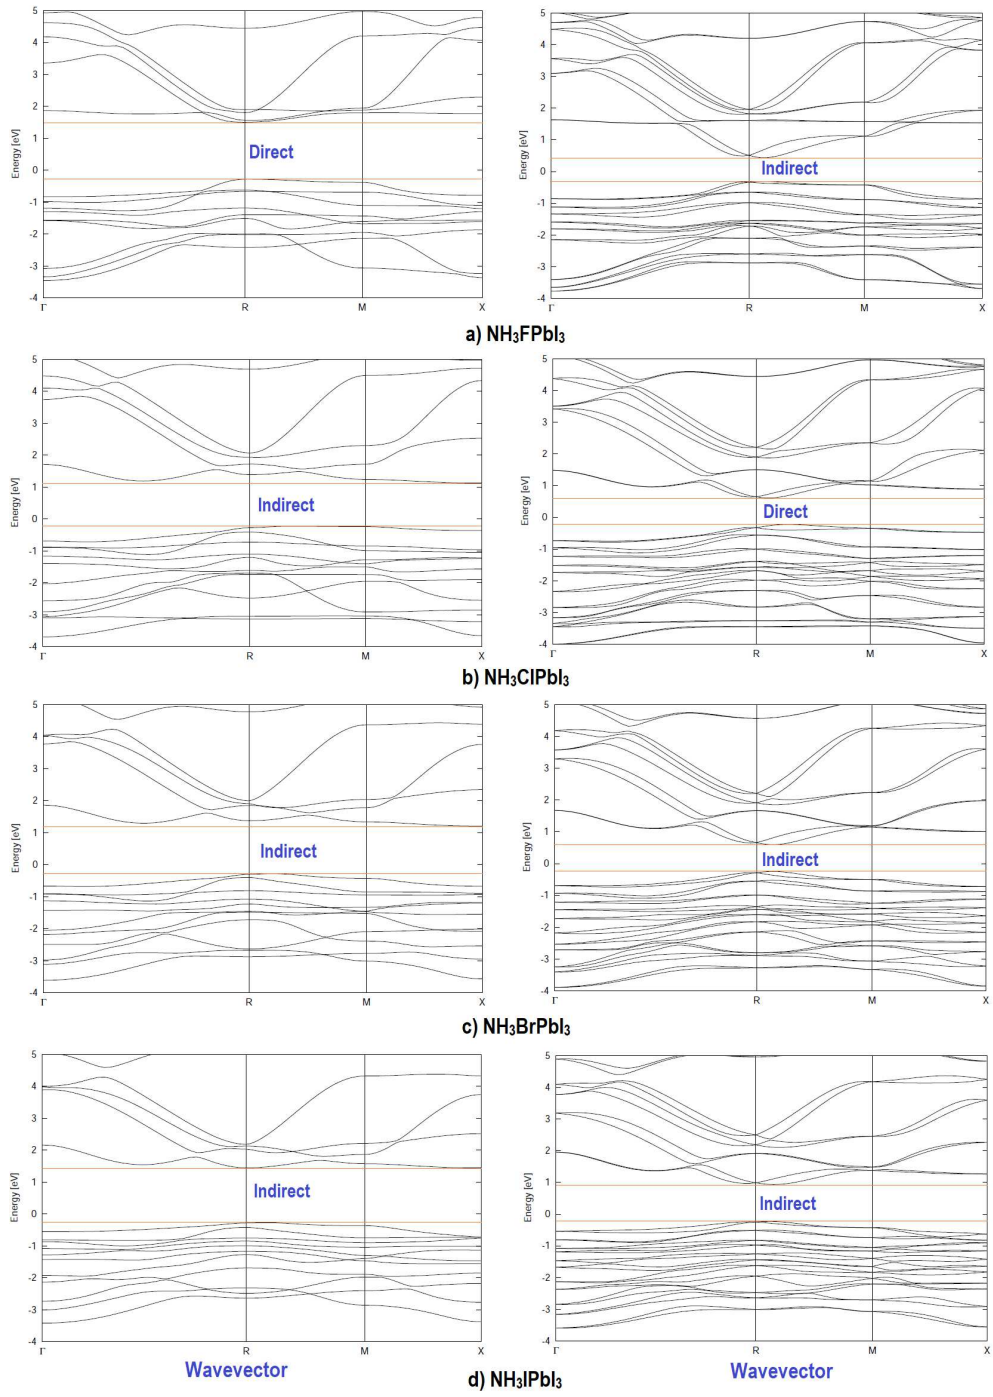 5
4
3
2
1
0
-1
-2
-3
-4
Energy [eV]
Direct
Γ
R
M
X
5
4
3
2
1
0
-1
-2
-3
-4
Energy [eV]
Indirect
Γ
R
M
X
a) NH₃FPbI₃
5
4
3
2
1
0
-1
-2
-3
-4
Energy [eV]
Indirect
Γ
R
M
X
5
4
3
2
1
0
-1
-2
-3
-4
Energy [eV]
Direct
Γ
R
M
X
b) NH₃ClPbI₃
5
4
3
2
1
0
-1
-2
-3
-4
Energy [eV]
Indirect
Γ
R
M
X
5
4
3
2
1
0
-1
-2
-3
-4
Energy [eV]
Indirect
Γ
R
M
X
c) NH₃BrPbI₃
5
4
3
2
1
0
-1
-2
-3
-4
Energy [eV]
Indirect
Γ
R
M
X
Wavevector
5
4
3
2
1
0
-1
-2
-3
-4
Energy [eV]
Indirect
Γ
R
M
X
Wavevector
d) NH₃IPbI₃